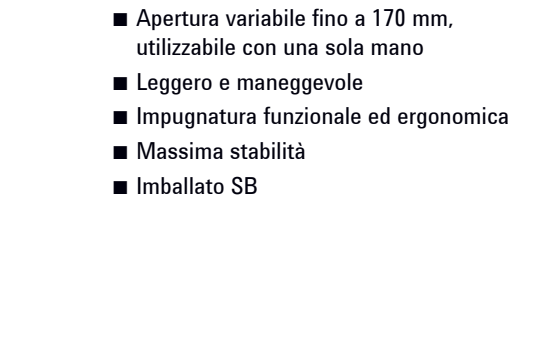 ■ Apertura variabile fino a 170 mm,
utilizzabile con una sola mano
■ Leggero e maneggevole
■ Impugnatura funzionale ed ergonomica
■ Massima stabilità
■ Imballato SB